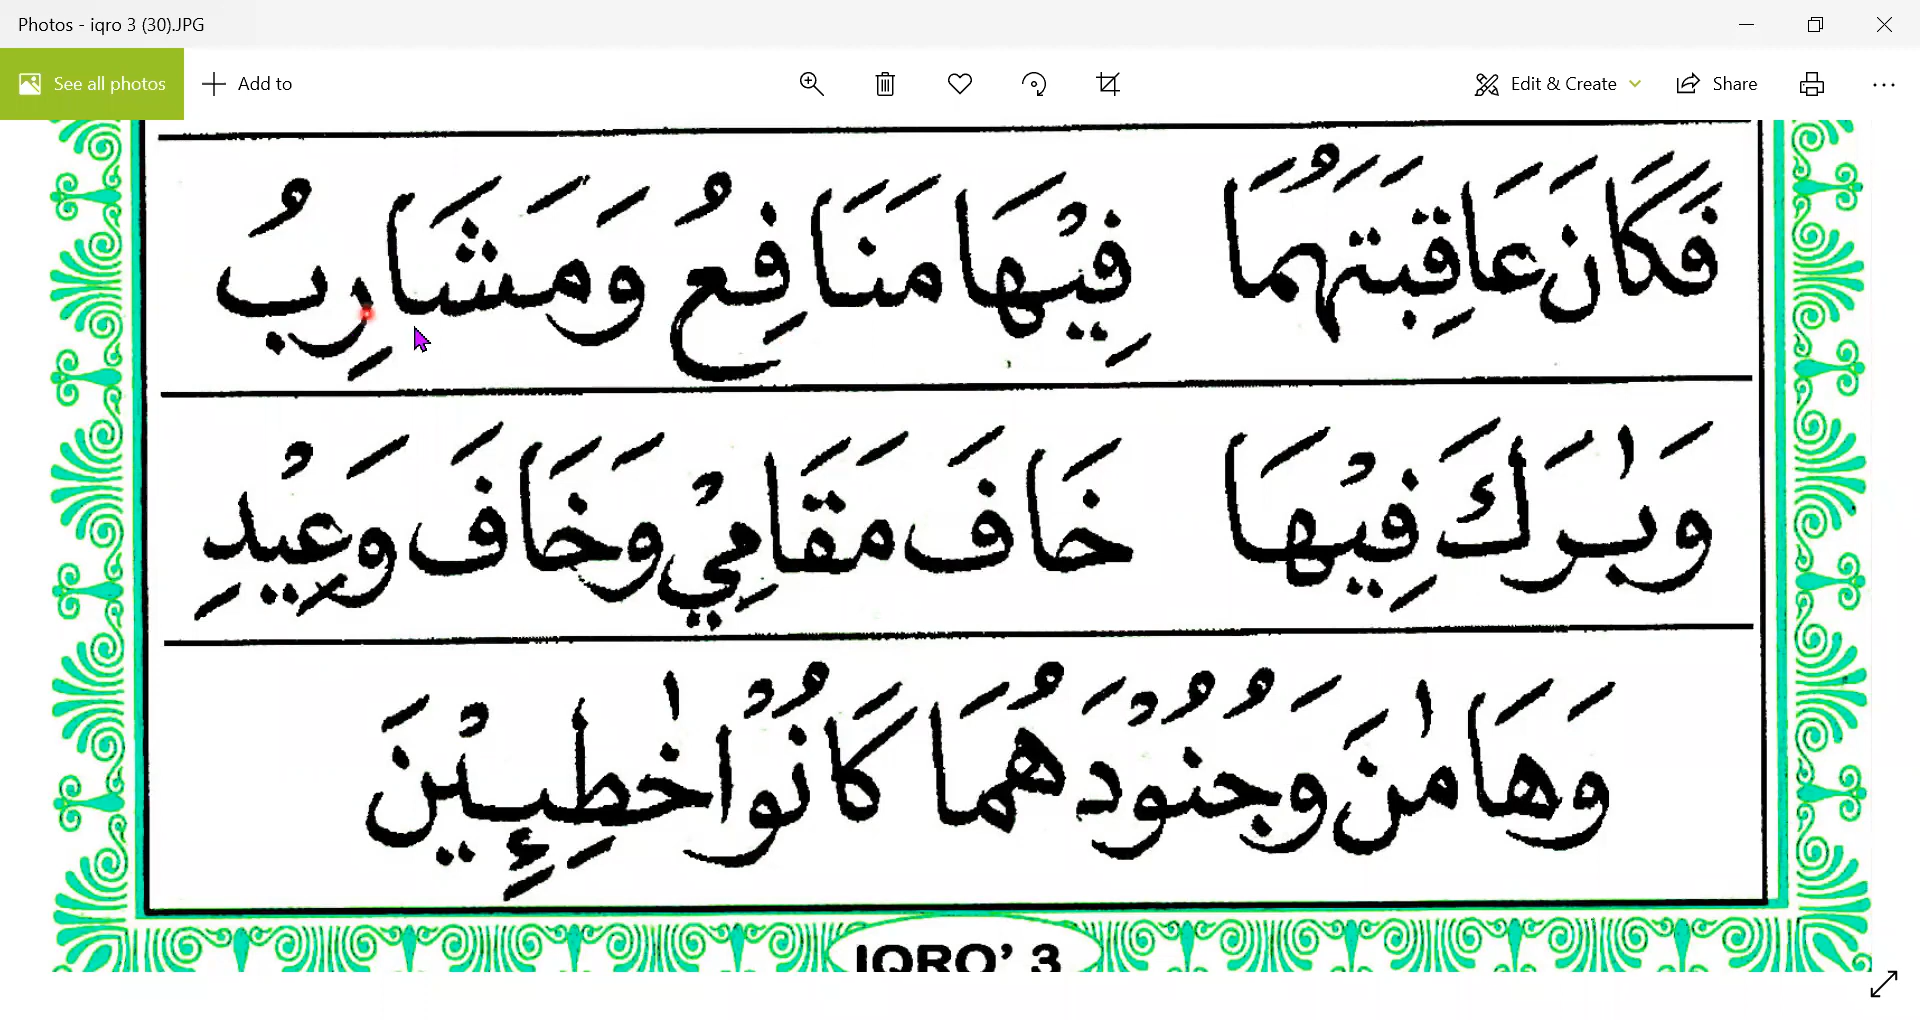 Photos - iqro 3 (30).JPG
See all photos
Add to
Edit & Create
Share
فَكَانَ عَاقِبَتَهُمَا فِيْهَا مَنَافِعُ وَمَشَارِبُ
وَبٰرَكَ فِيْهَا خَافَ مَقَامِيْ وَخَافَ وَعِيْدِ
وَهَامٰنَ وَجُنُوْدَهُمَا كَانُوْا خٰطِئِيْنَ
IQRO' 3